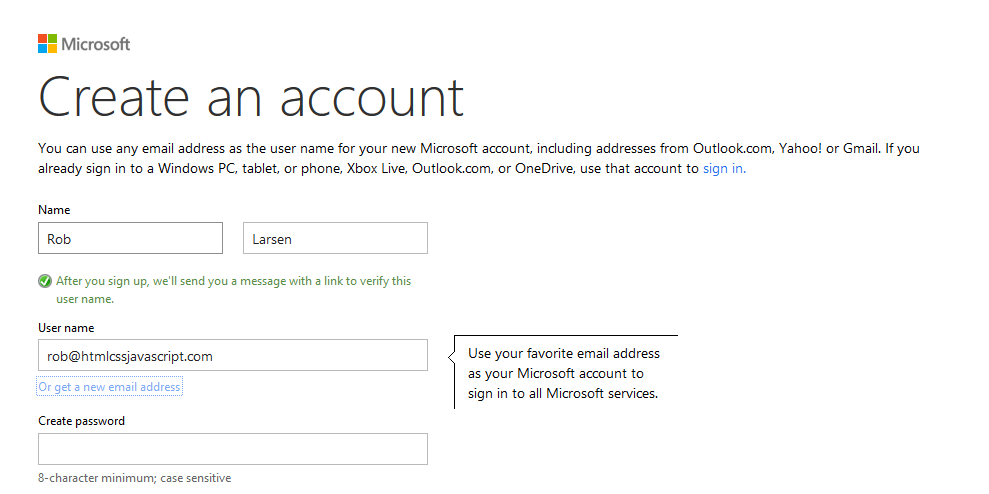 Microsoft
Create an account
You can use any email address as the user name for your new Microsoft account, including addresses from Outlook.com, Yahoo! or Gmail. If you
already sign in to a Windows PC, tablet, or phone, Xbox Live, Outlook.com, or OneDrive, use that account to sign in.
Name
Rob Larsen
After you sign up, we'll send you a message with a link to verify this
user name.
User name
rob@htmlcssjavascript.com
Or get a new email address
Use your favorite email address
as your Microsoft account to
sign in to all Microsoft services.
Create password
8-character minimum; case sensitive